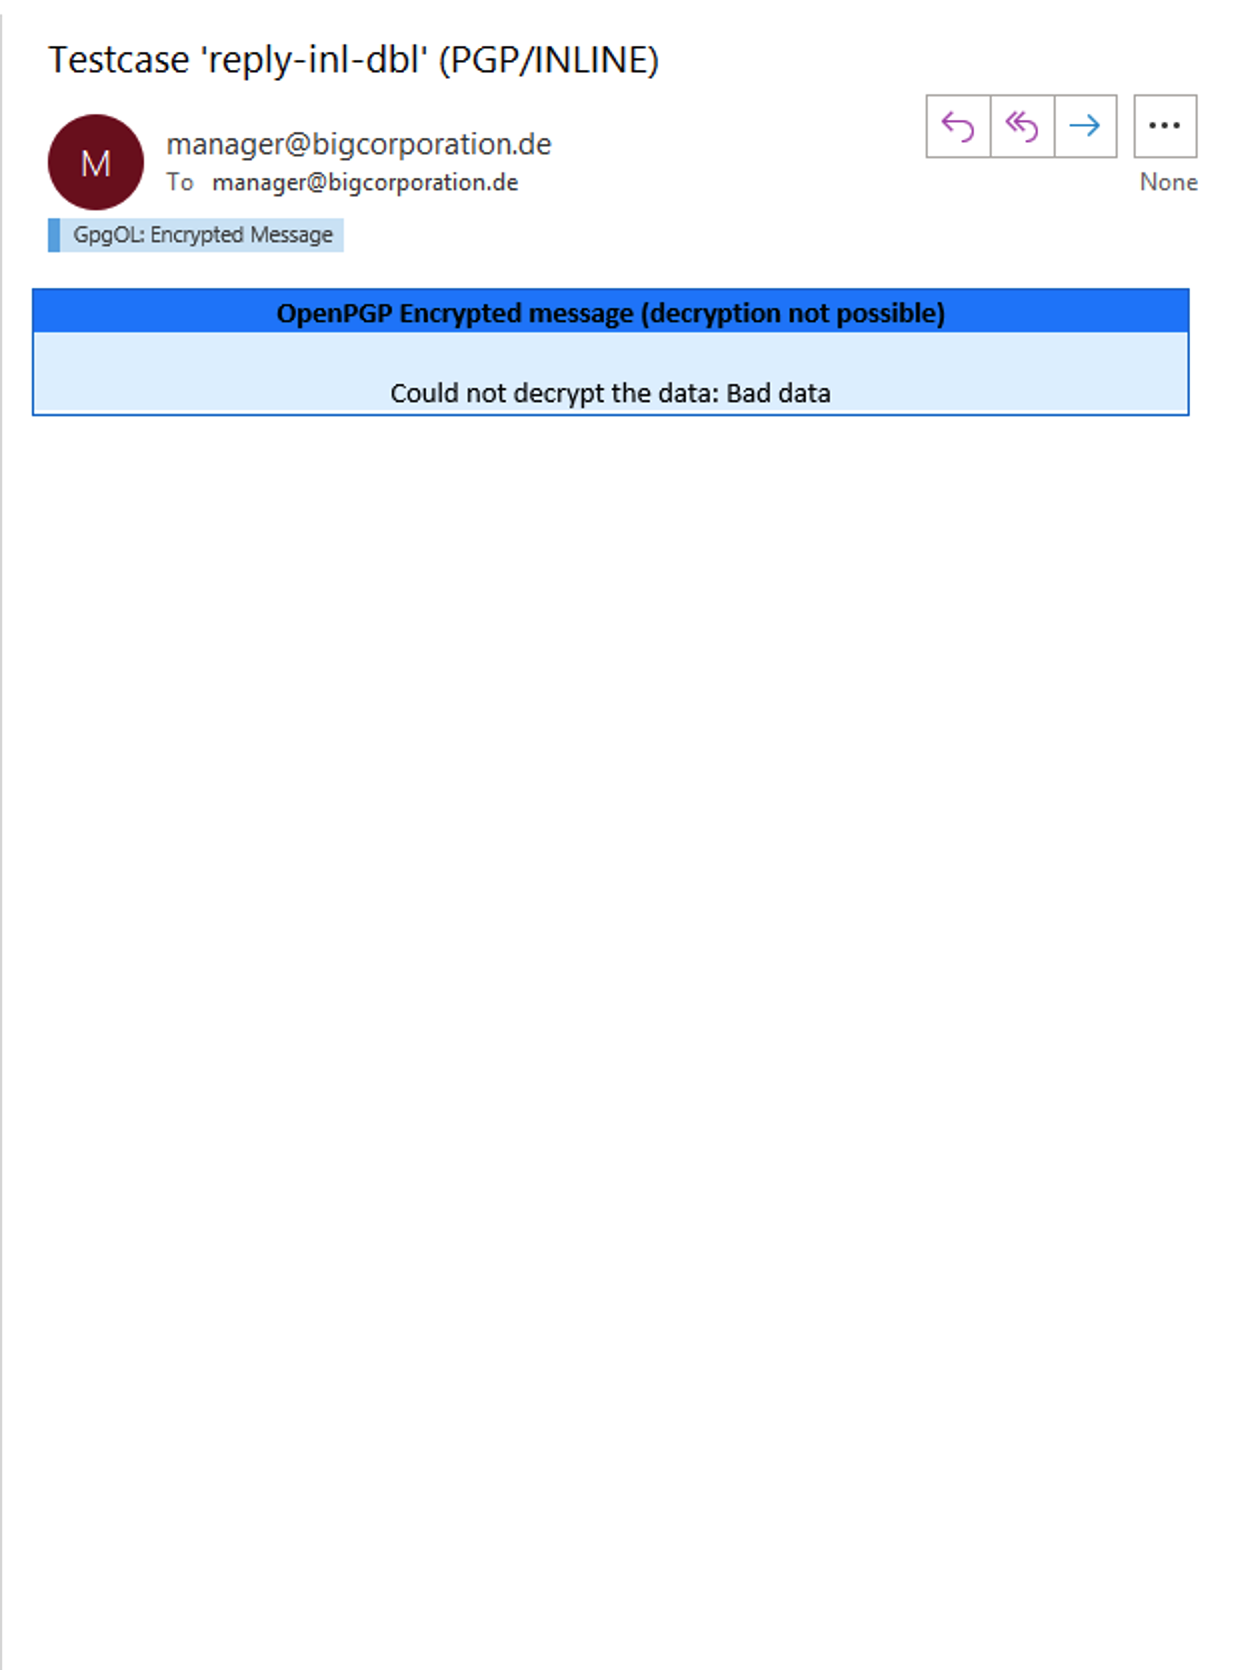 Testcase 'reply-inl-dbl' (PGP/INLINE)
M
manager@bigcorporation.de
To manager@bigcorporation.de
None
GpgOL: Encrypted Message
OpenPGP Encrypted message (decryption not possible)
Could not decrypt the data: Bad data